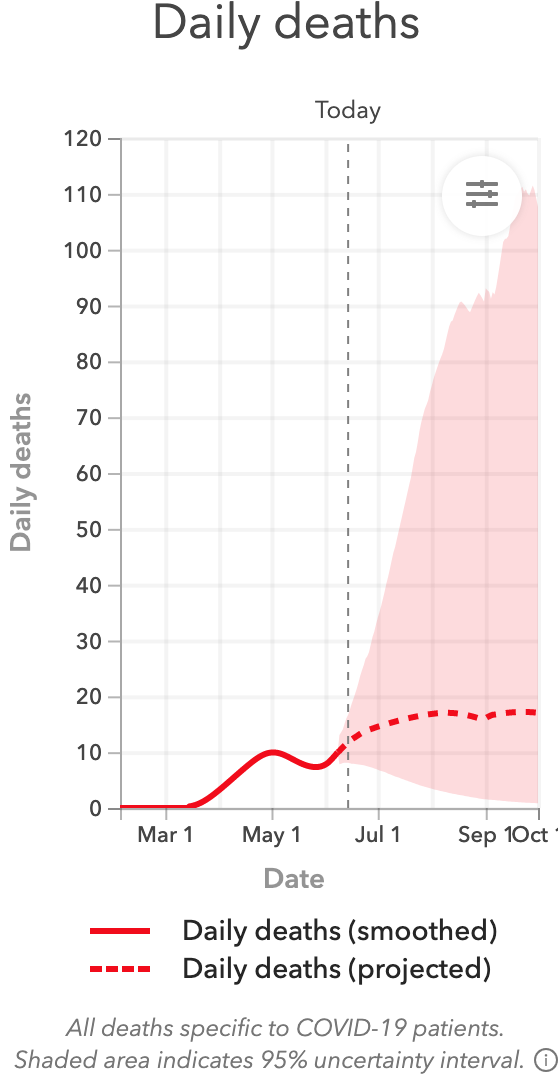 Daily deaths
Today
120
110
100
90
80
70
60
50
40
30
20
10
0
Daily deaths
Mar 1
May 1
Jul 1
Sep 1
Oct 1
Date
Daily deaths (smoothed)
Daily deaths (projected)
All deaths specific to COVID-19 patients.
Shaded area indicates 95% uncertainty interval.